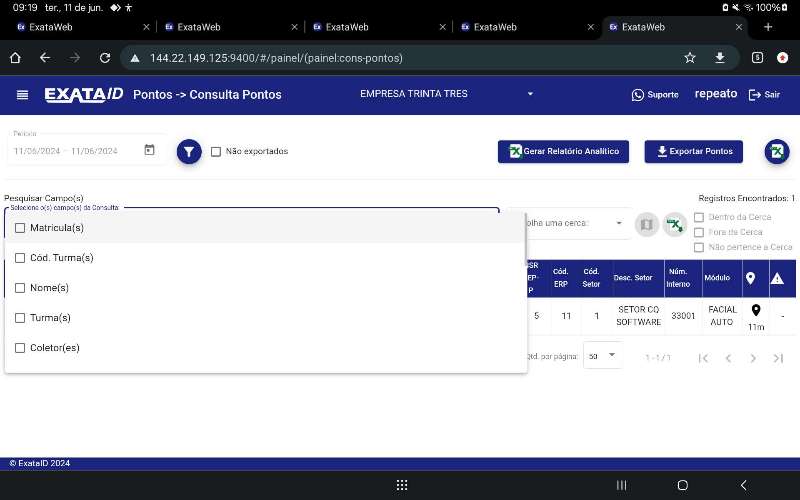 09:19 ter., 11 de jun. 100%
ExataWeb ExataWeb ExataWeb ExataWeb ExataWeb
144.22.149.125:9400/#/painel/(painel:cons-pontos) 5
EXATAID Pontos -> Consulta Pontos EMPRESA TRINTA TRES Suporte repeato Sair
Período
11/06/2024 – 11/06/2024 Não exportados Gerar Relatório Analítico Exportar Pontos
Pesquisar Campo(s) Registros Encontrados: 1
Selecione o(s) campo(s) da Consulta:
olha uma cerca: Dentro da Cerca
Fora da Cerca
Não pertence a Cerca
Matricula(s)
Cód. Turma(s)
Nome(s)
Turma(s)
Coletor(es)
SR EP- P Cód. ERP Cód. Setor Desc. Setor Núm. Interno Módulo
5 11 1 SETOR CQ SOFTWARE 33001 FACIAL AUTO 11m -
Qtd. por página: 50 1 - 1 / 1
© ExataID 2024